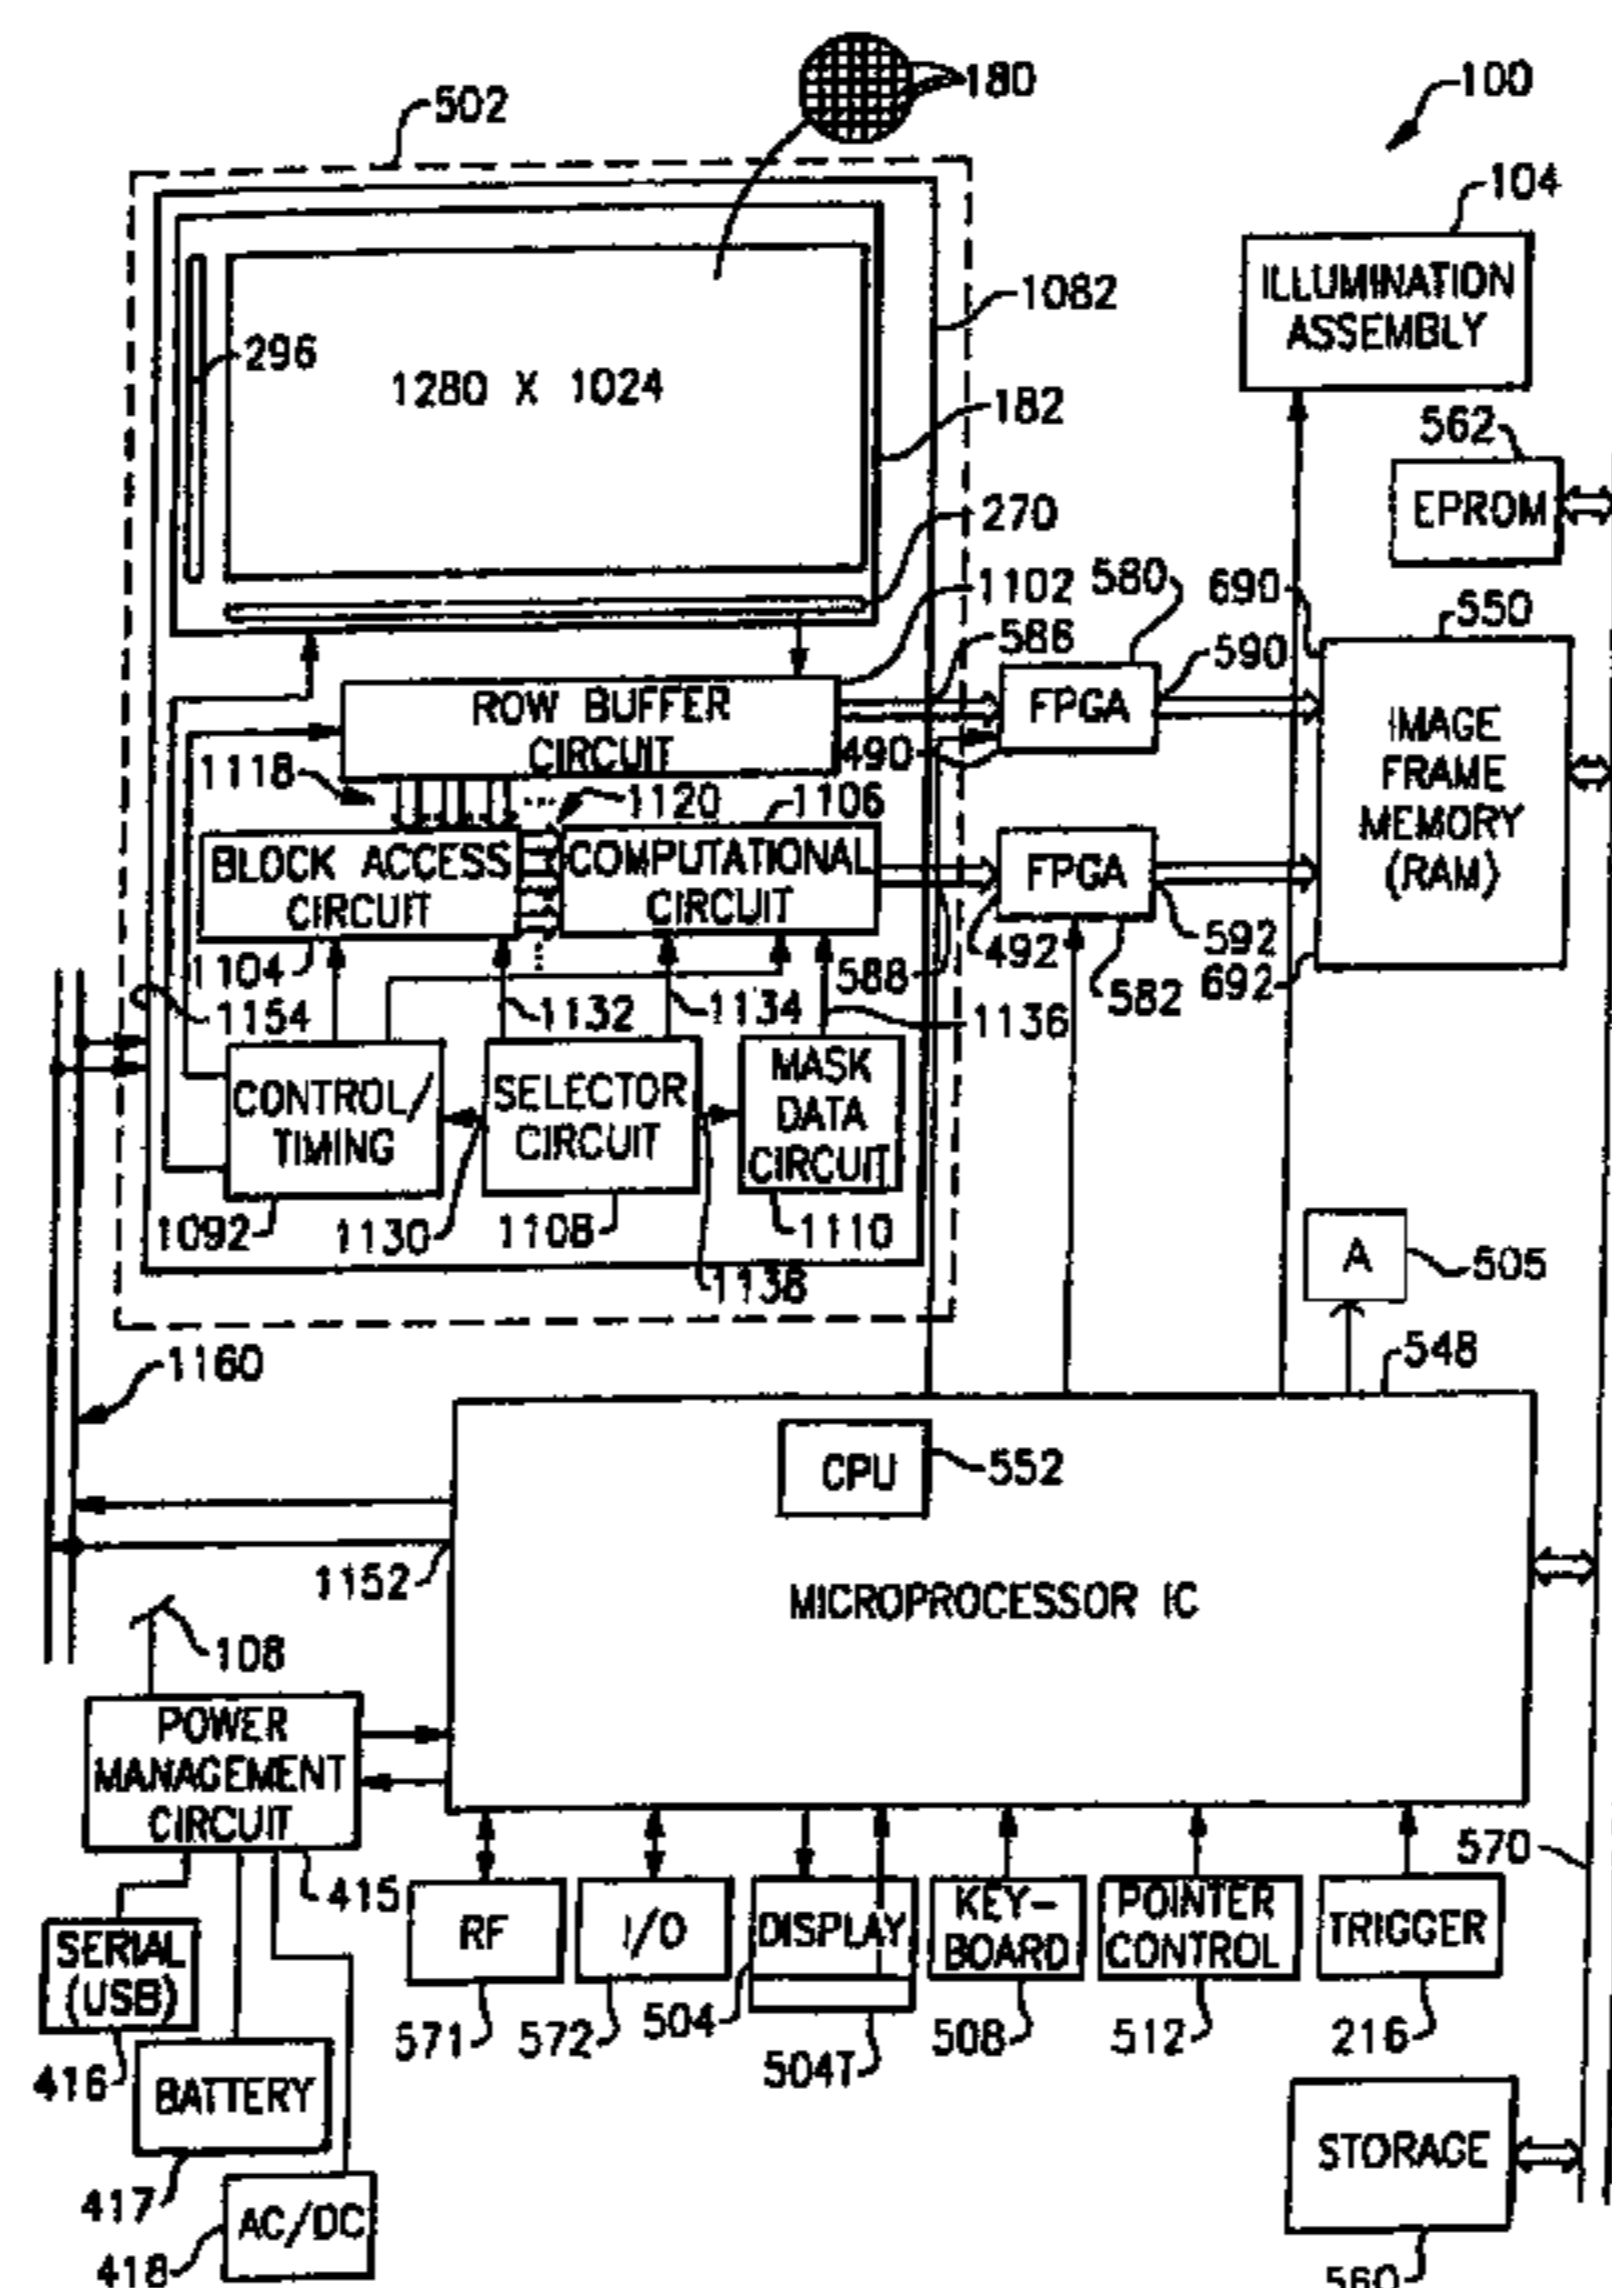 180
100
502
104
ILLUMINATION
ASSEMBLY
1082
296
1280 X 1024
182
562
EPROM
270
1102
580
690
550
586
590
ROW BUFFER
CIRCUIT
FPGA
IMAGE
FRAME
MEMORY
(RAM)
490
1118
1120
1106
BLOCK ACCESS
CIRCUIT
COMPUTATIONAL
CIRCUIT
FPGA
492
592
1104
588
582
692
1154
1132
1134
1136
CONTROL/
TIMING
SELECTOR
CIRCUIT
MASK
DATA
CIRCUIT
1092
1130
1108
1110
1138
A
505
1160
548
CPU
552
1152
MICROPROCESSOR IC
108
POWER
MANAGEMENT
CIRCUIT
415
570
SERIAL
(USB)
RF
I/O
DISPLAY
KEY-
BOARD
POINTER
CONTROL
TRIGGER
416
571
572
504
504T
508
512
216
BATTERY
417
STORAGE
AC/DC
418
560